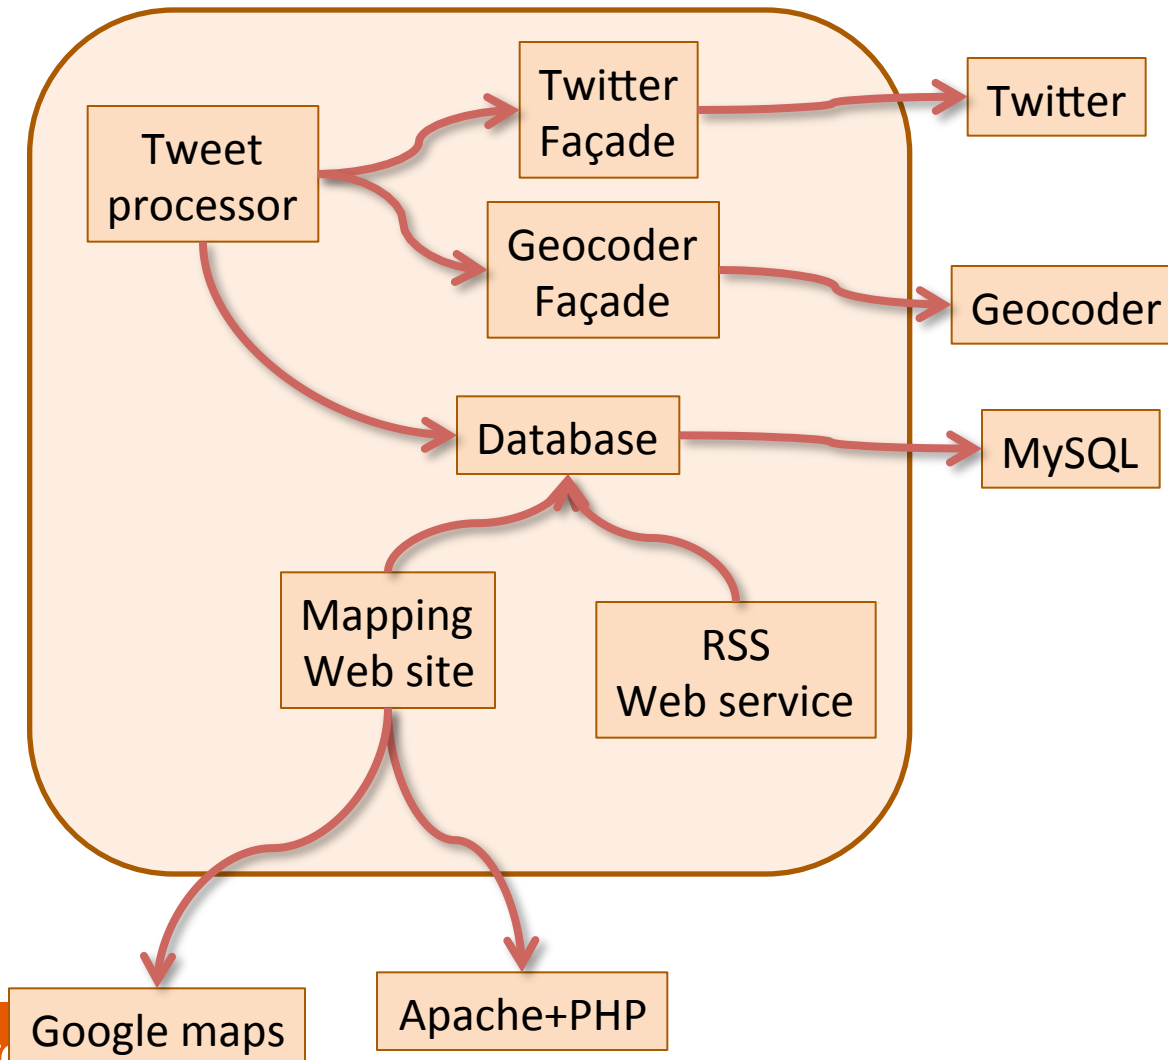 Twitter
Façade
Twitter
Tweet
processor
Geocoder
Façade
Geocoder
Database
MySQL
Mapping
Web site
RSS
Web service
Google maps
Apache+PHP